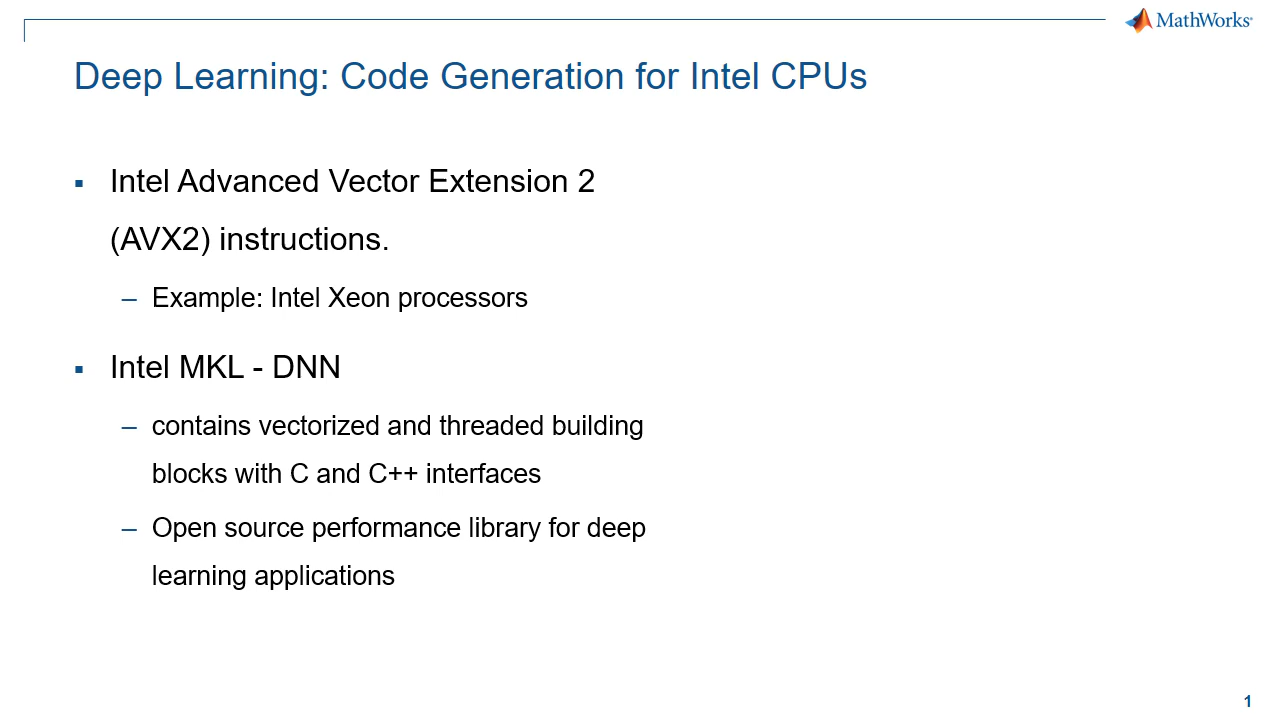 MathWorks
Deep Learning: Code Generation for Intel CPUs
▪ Intel Advanced Vector Extension 2
(AVX2) instructions.
– Example: Intel Xeon processors
▪ Intel MKL - DNN
– contains vectorized and threaded building
blocks with C and C++ interfaces
– Open source performance library for deep
learning applications
1